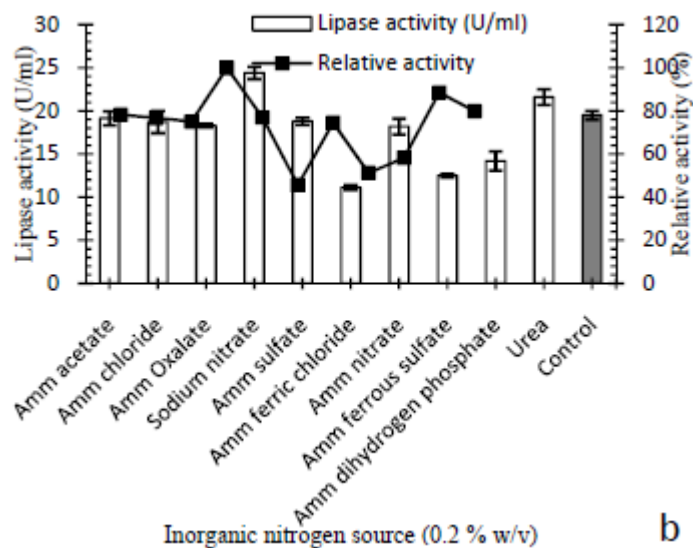 Lipase activity (U/ml)
Relative activity
Lipase activity (U/ml)
30
25
20
15
10
5
0
120
100
80
60
40
20
0
Relative activity (%)
Amm acetate
Amm chloride
Amm Oxalate
Sodium nitrate
Amm sulfate
Amm ferric chloride
Amm nitrate
Amm ferrous sulfate
Amm dihydrogen phosphate
Urea
Control
Inorganic nitrogen source (0.2 % w/v)
b